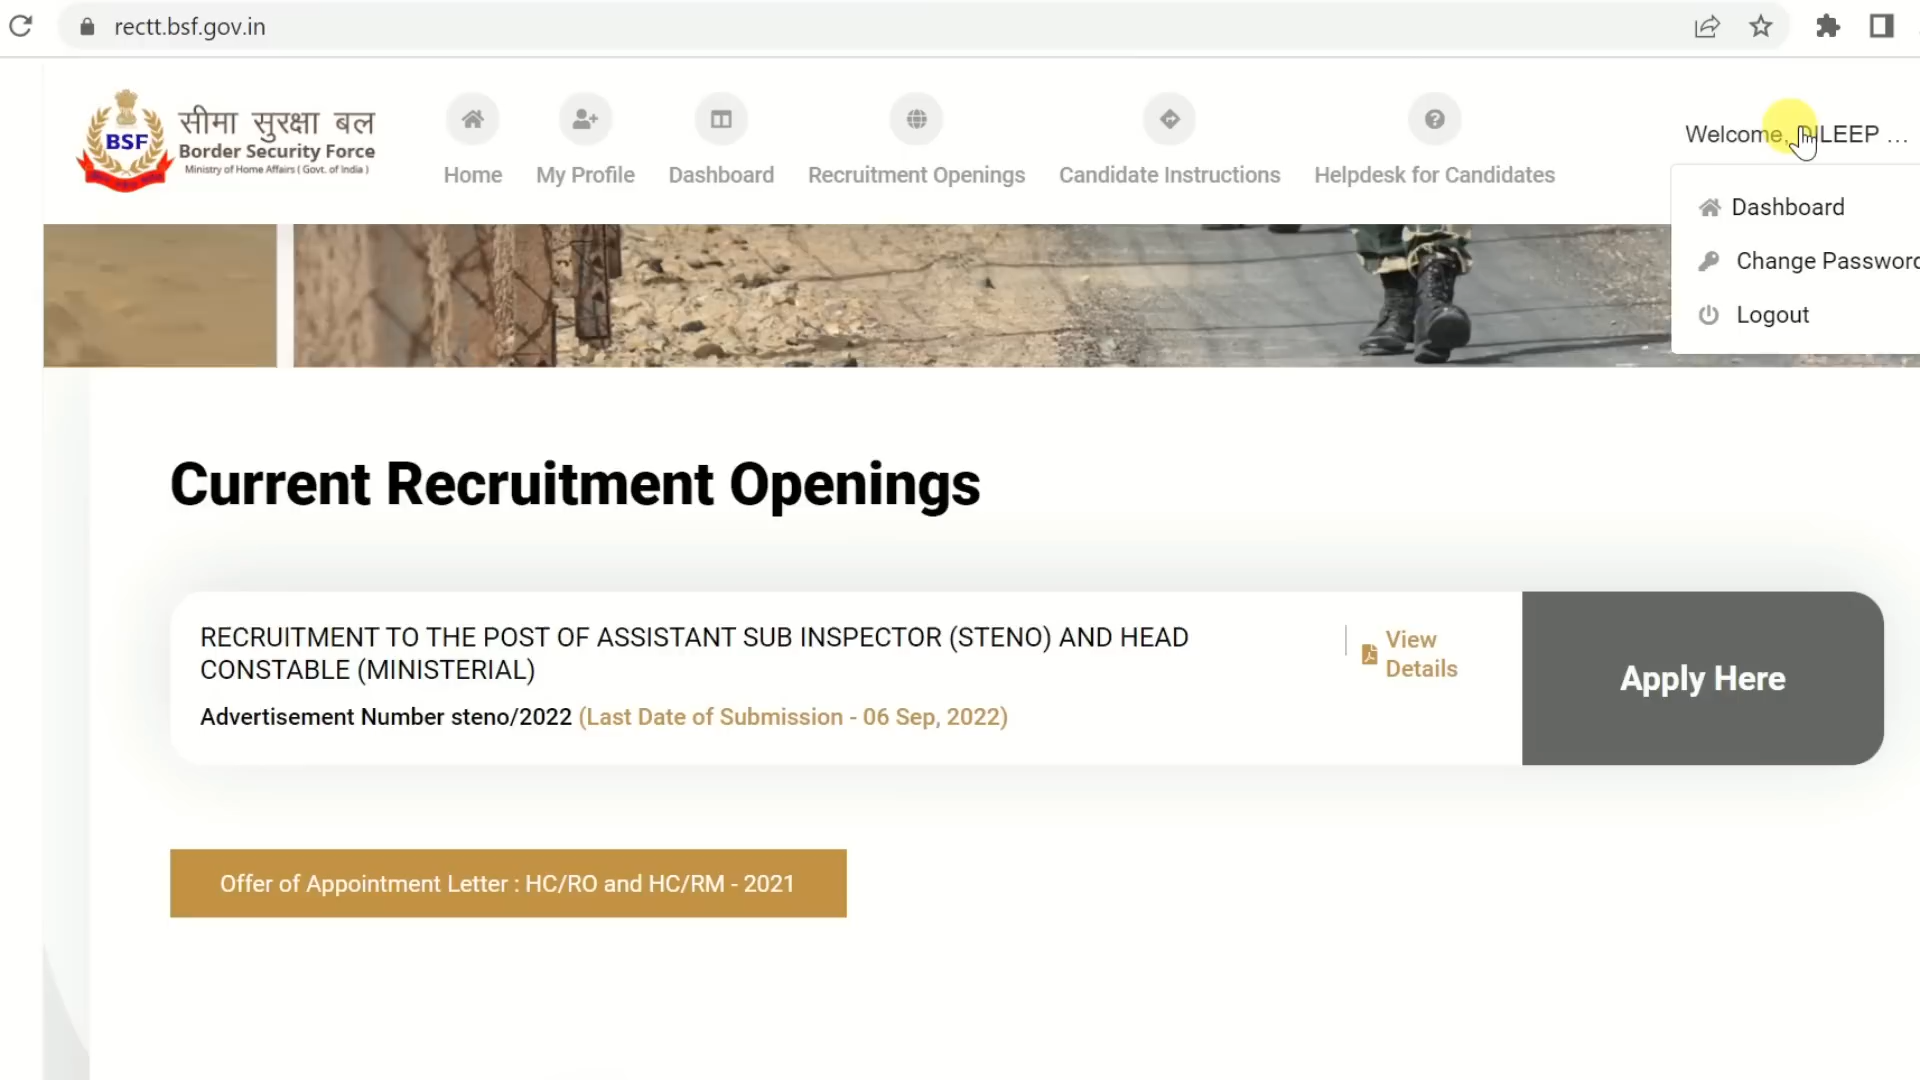 rectt.bsf.gov.in
सीमा सुरक्षा बल
BSF
Border Security Force
Ministry of Home Affairs ( Govt. of India )
Home
My Profile
Dashboard
Recruitment Openings
Candidate Instructions
Helpdesk for Candidates
Welcome, DILEEP ...
Dashboard
Change Password
Logout
Current Recruitment Openings
RECRUITMENT TO THE POST OF ASSISTANT SUB INSPECTOR (STENO) AND HEAD
CONSTABLE (MINISTERIAL)
Advertisement Number steno/2022 (Last Date of Submission - 06 Sep, 2022)
View
Details
Apply Here
Offer of Appointment Letter : HC/RO and HC/RM - 2021